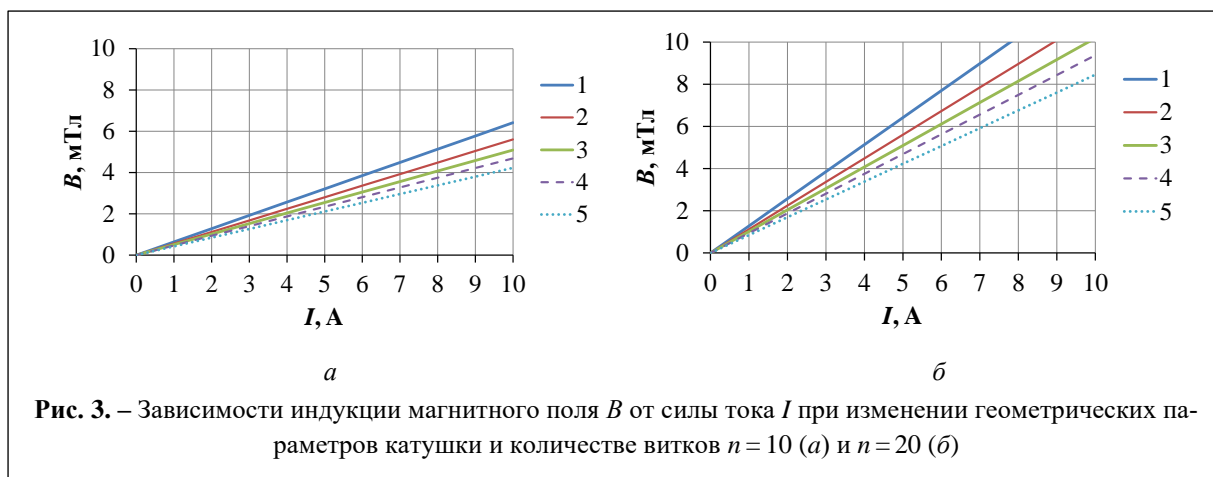 10
8
6
4
2
0
B, мТл
0 1 2 3 4 5 6 7 8 9 10
I, А
1
2
3
4
5
а
10
8
6
4
2
0
B, мТл
0 1 2 3 4 5 6 7 8 9 10
I, А
1
2
3
4
5
б
Рис. 3. – Зависимости индукции магнитного поля B от силы тока I при изменении геометрических па-
раметров катушки и количестве витков n = 10 (а) и n = 20 (б)